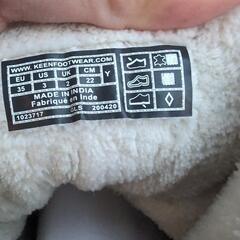 WWW.KEENFOOTWEAR.COM
EU US UK CM Y
35 3 2 22
MADE IN INDIA
Fabriqué en Inde
1023717 GLS 200420